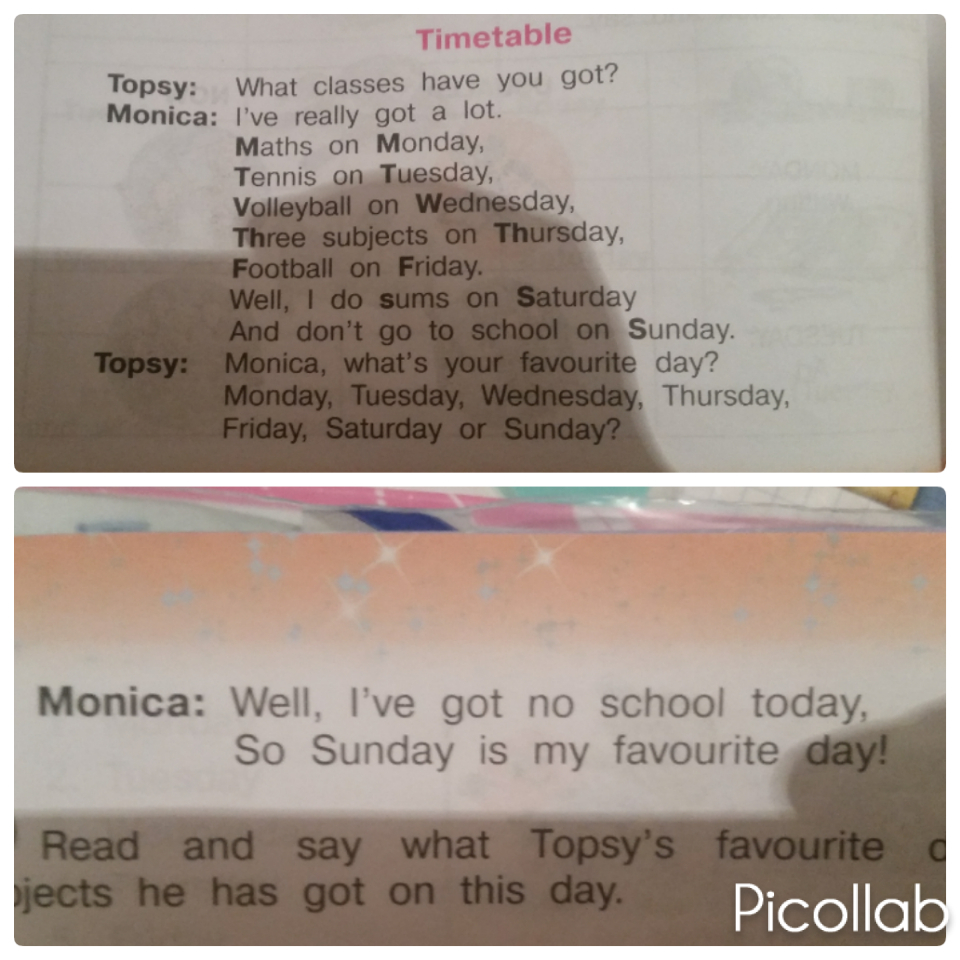 Timetable
Topsy: What classes have you got?
Monica: I've really got a lot.
Maths on Monday,
Tennis on Tuesday,
Volleyball on Wednesday,
Three subjects on Thursday,
Football on Friday.
Well, I do sums on Saturday
And don't go to school on Sunday.
Topsy: Monica, what's your favourite day?
Monday, Tuesday, Wednesday, Thursday,
Friday, Saturday or Sunday?
Monica: Well, I've got no school today,
So Sunday is my favourite day!
Read and say what Topsy's favourite
he has got on this day.
Picollab